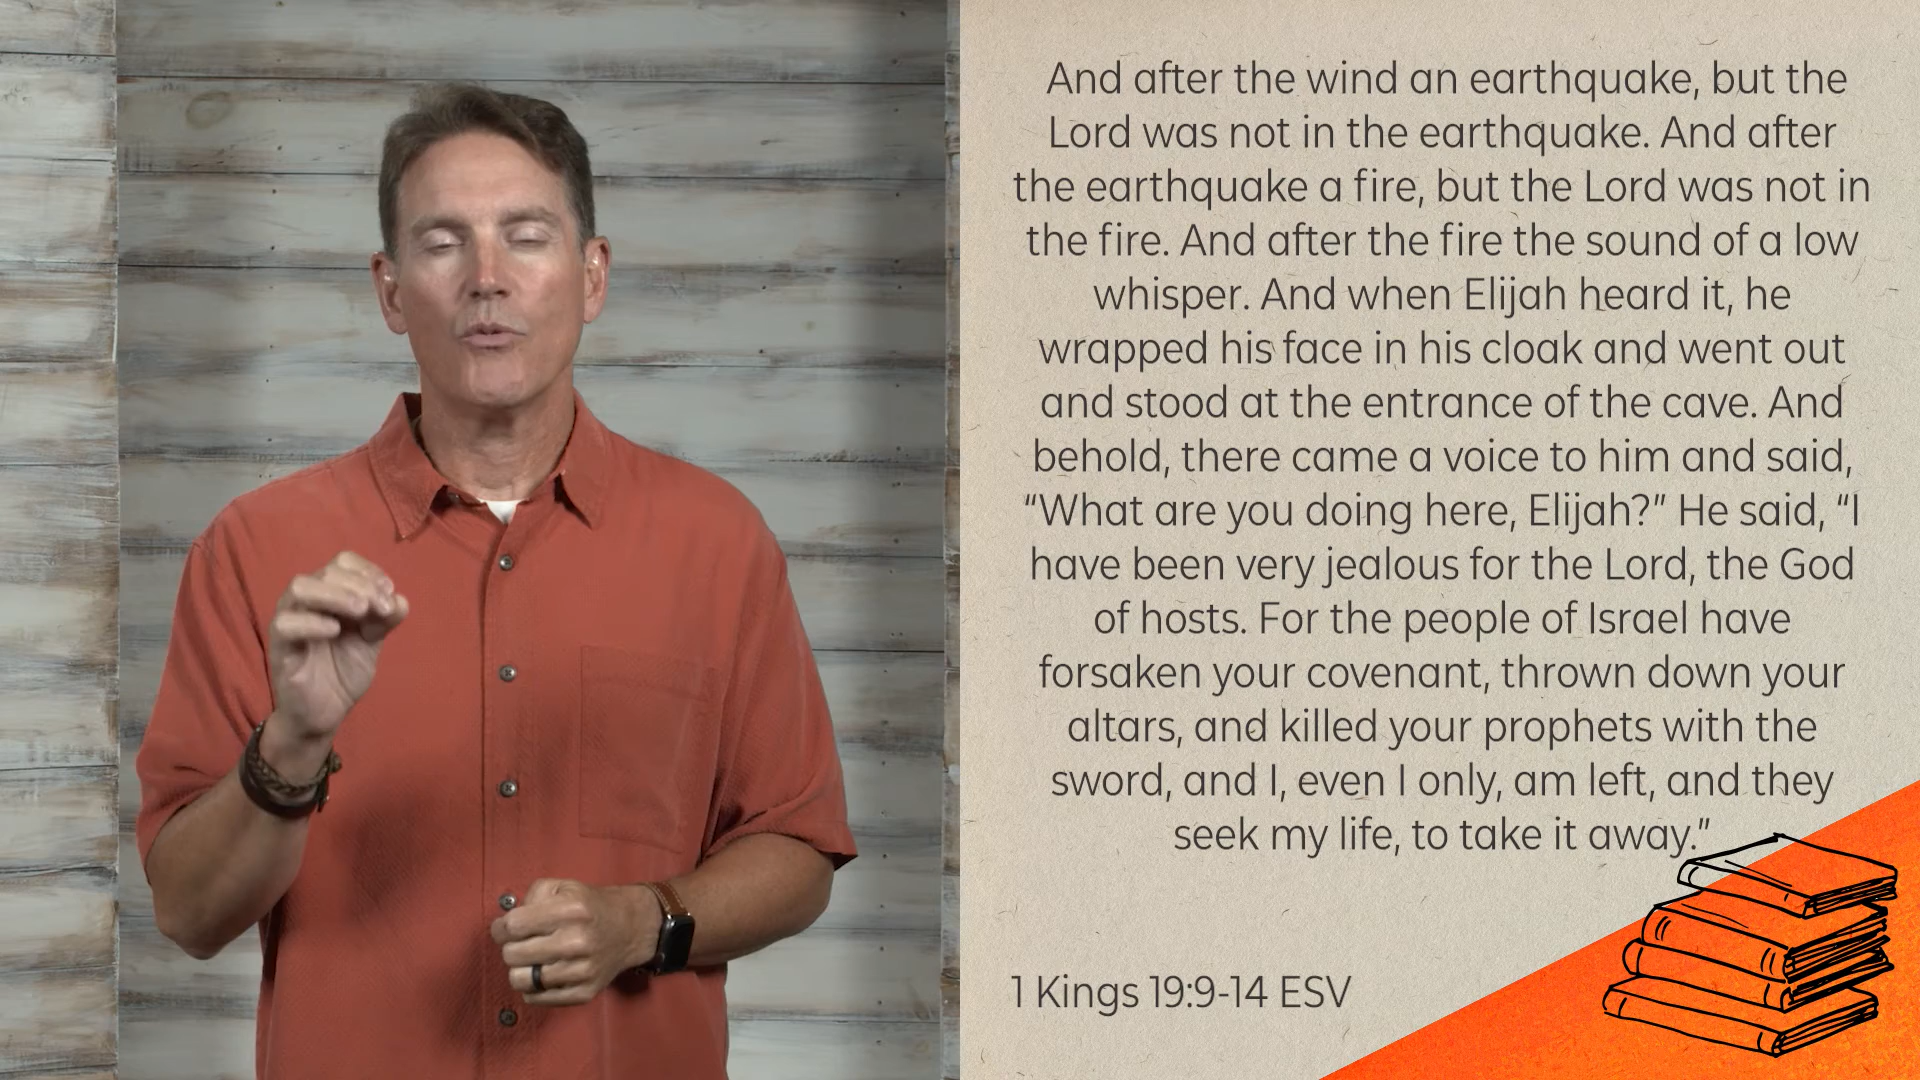 And after the wind an earthquake, but the
Lord was not in the earthquake. And after
the earthquake a fire, but the Lord was not in
the fire. And after the fire the sound of a low
whisper. And when Elijah heard it, he
wrapped his face in his cloak and went out
and stood at the entrance of the cave. And
behold, there came a voice to him and said,
“What are you doing here, Elijah?” He said, “I
have been very jealous for the Lord, the God
of hosts. For the people of Israel have
forsaken your covenant, thrown down your
altars, and killed your prophets with the
sword, and I, even I only, am left, and they
seek my life, to take it away.”
1 Kings 19:9-14 ESV